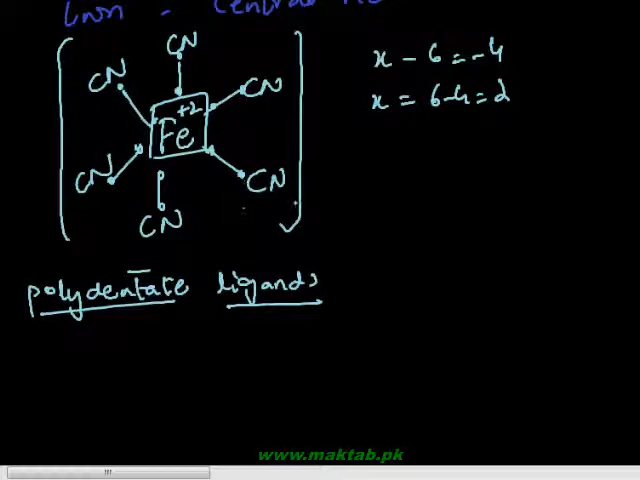 CN
x - 6 = -4
CN
CN
x = 6-4 = 2
+2
Fe
CN
CN
CN
polydentate ligands
www.maktab.pk